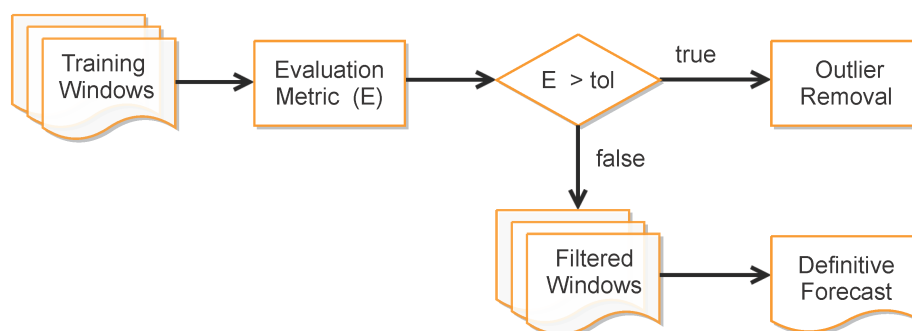 Training
Windows
Evaluation
Metric (E)
E > tol
true
Outlier
Removal
false
Filtered
Windows
Definitive
Forecast